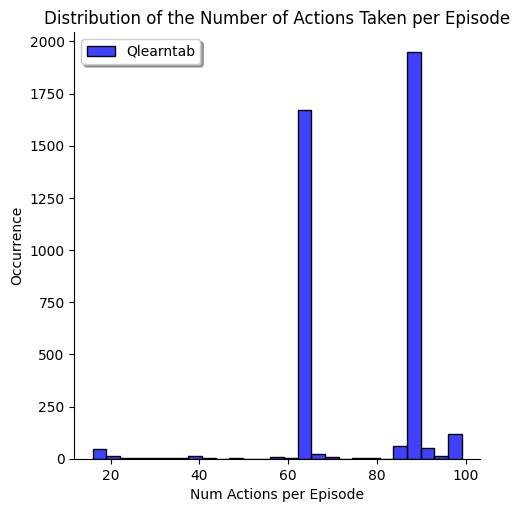 Distribution of the Number of Actions Taken per Episode
Qlearntab
2000
1750
1500
1250
1000
750
500
250
0
Occurrence
20 40 60 80 100
Num Actions per Episode